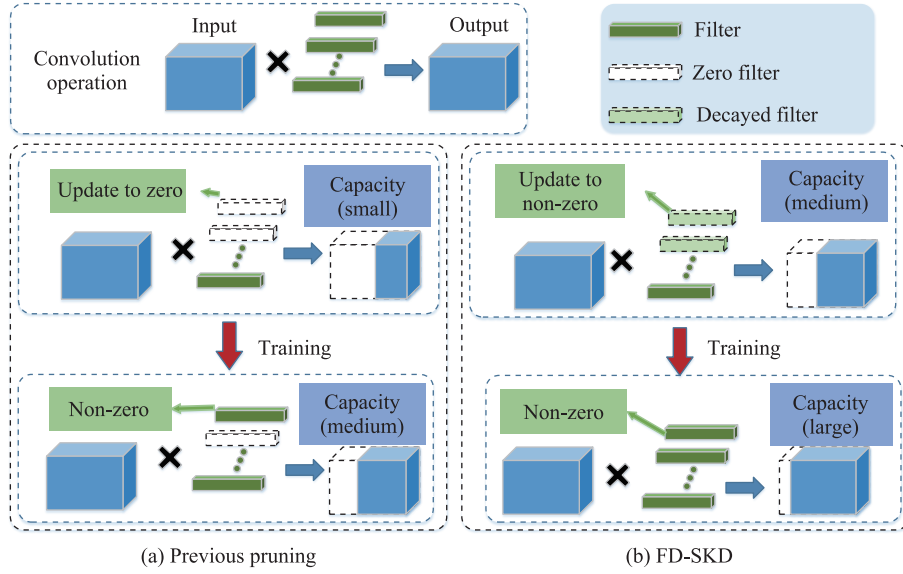 Input
Output
Convolution
operation
Filter
Zero filter
Decayed filter
Update to zero
Capacity
(small)
Training
Non-zero
Capacity
(medium)
(a) Previous pruning
Update to
non-zero
Capacity
(medium)
Training
Non-zero
Capacity
(large)
(b) FD-SKD